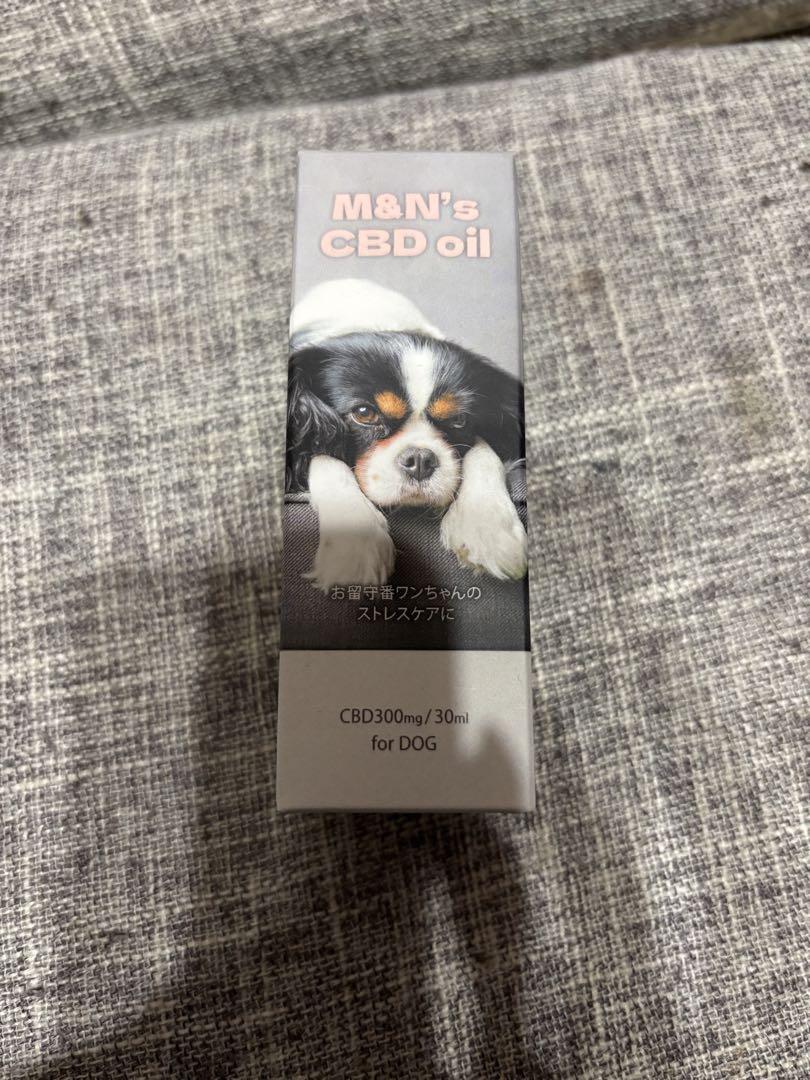 M&N's
CBD oil
お留守番ワンちゃんの
ストレスケアに
CBD300mg/30ml
for DOG